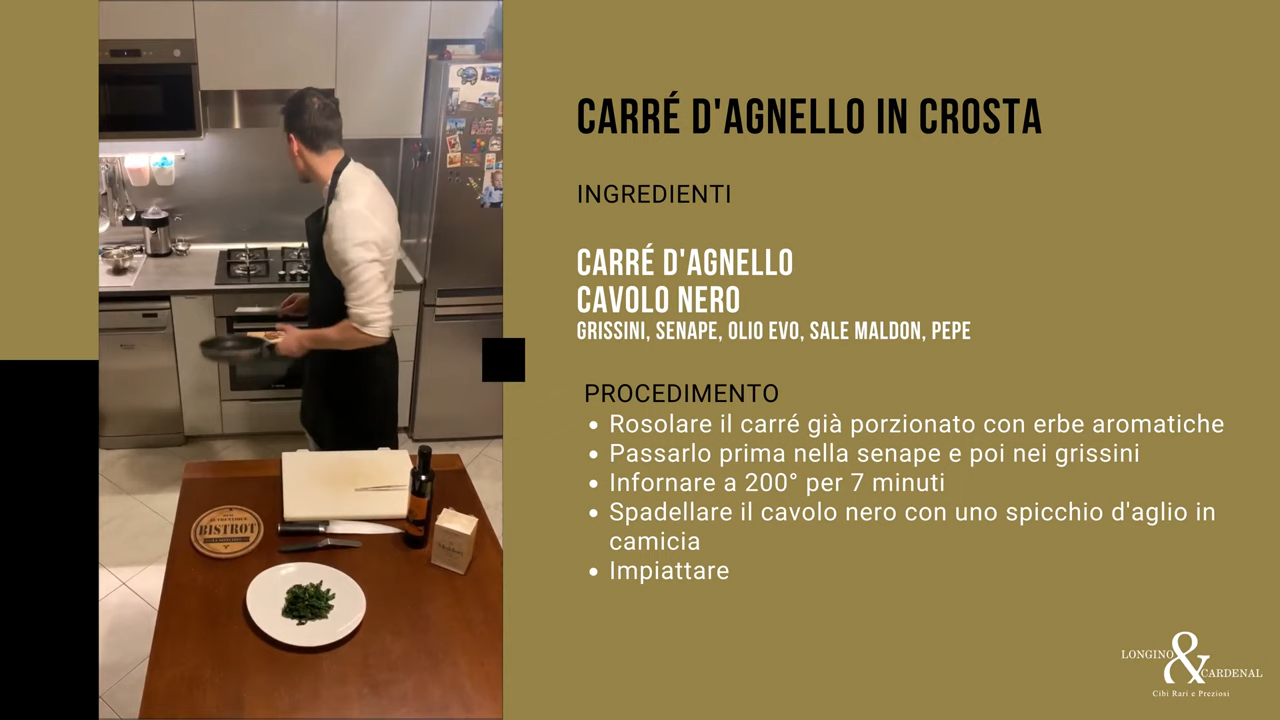 CARRÉ D'AGNELLO IN CROSTA
INGREDIENTI
CARRÉ D'AGNELLO
CAVOLO NERO
GRISSINI, SENAPE, OLIO EVO, SALE MALDON, PEPE
PROCEDIMENTO
• Rosolare il carré già porzionato con erbe aromatiche
• Passarlo prima nella senape e poi nei grissini
• Infornare a 200° per 7 minuti
• Spadellare il cavolo nero con uno spicchio d'aglio in
camicia
• Impiattare
BISTROT
LONGINO & CARDENAL
Cibi Rari e Preziosi